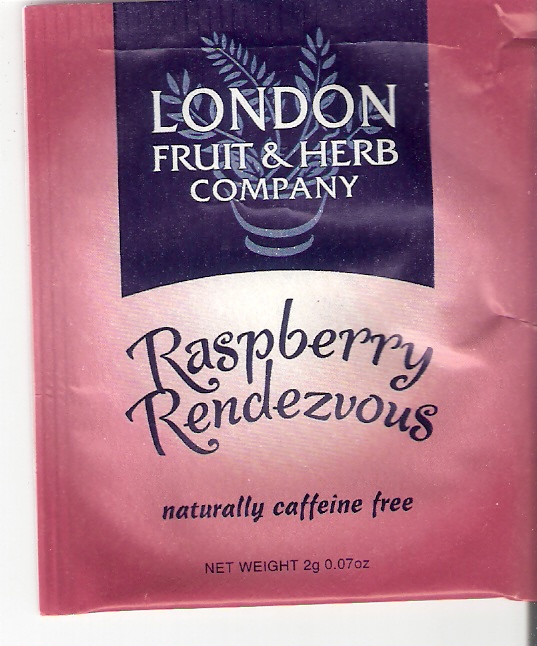 LONDON
FRUIT & HERB
COMPANY
Raspberry
Rendezvous
naturally caffeine free
NET WEIGHT 2g 0.07oz